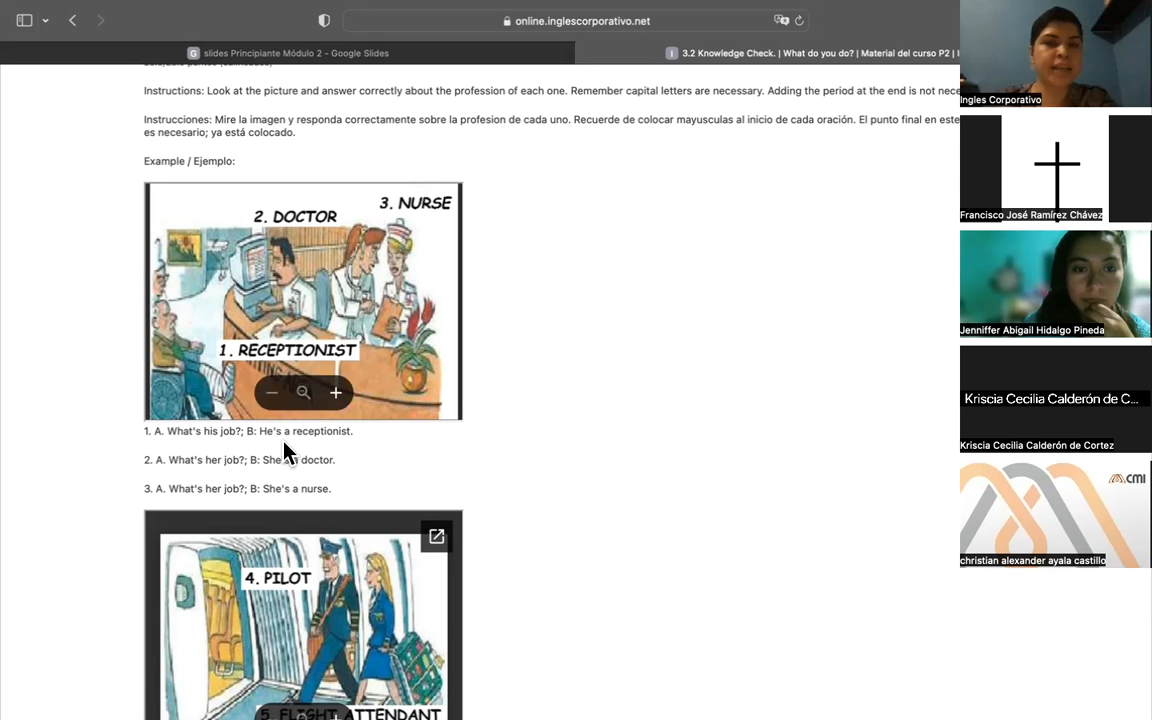 online.inglescorporativo.net
slides Principiante Módulo 2 - Google Slides
3.2 Knowledge Check. | What do you do? | Material del curso P2 |
Instructions: Look at the picture and answer correctly about the profession of each one. Remember capital letters are necessary. Adding the period at the end is not nece
Instrucciones: Mire la imagen y responda correctamente sobre la profesion de cada uno. Recuerde de colocar mayusculas al inicio de cada oración. El punto final en este
es necesario; ya está colocado.
Example / Ejemplo:
3. NURSE
2. DOCTOR
1. RECEPTIONIST
1. A. What's his job?; B: He's a receptionist.
2. A. What's her job?; B: She doctor.
3. A. What's her job?; B: She's a nurse.
4. PILOT
5. FLIGHT ATTENDANT
Ingles Corporativo
Francisco José Ramírez Chávez
Jenniffer Abigail Hidalgo Pineda
Kriscia Cecilia Calderón de C...
Kriscia Cecilia Calderón de Cortez
CMI
christian alexander ayala castillo